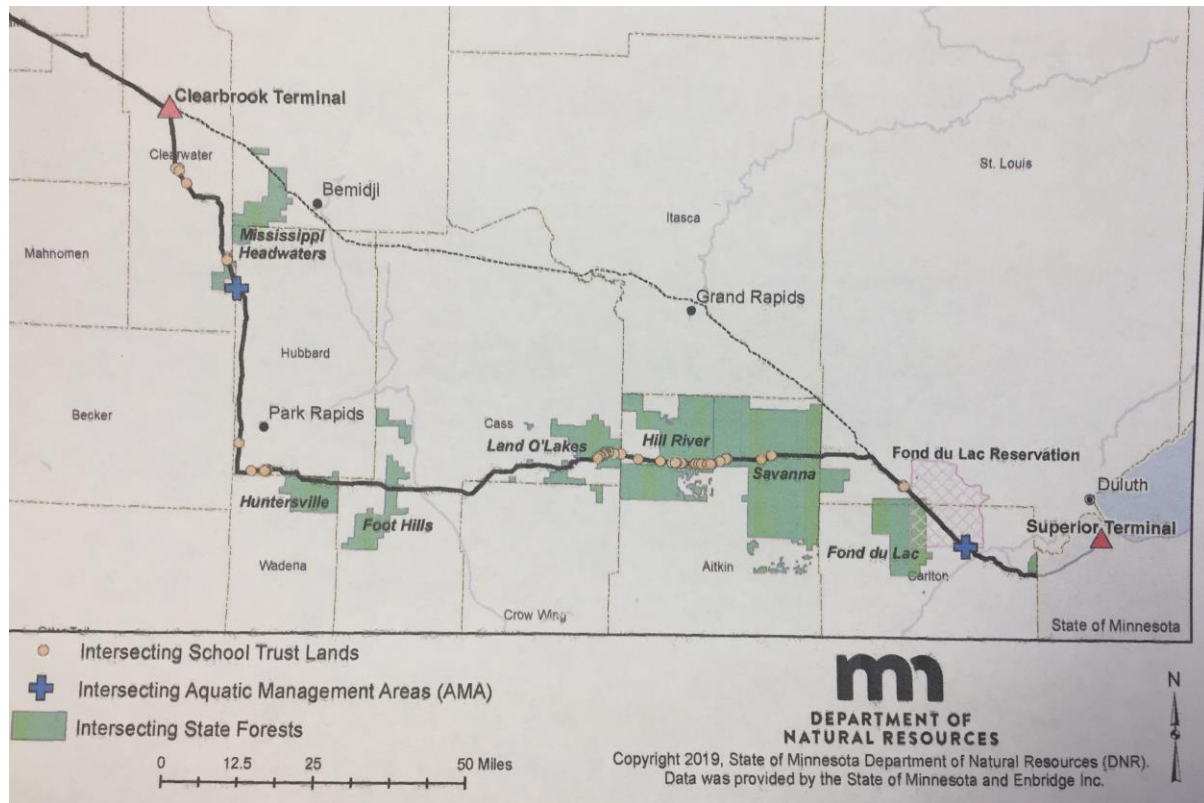 Clearbrook Terminal
Clearwater
St. Louis
Bemidji
Itasca
Mississippi
Headwaters
Mahnomen
Grand Rapids
Hubbard
Becker
Park Rapids
Cass
Land O'Lakes
Hill River
Fond du Lac Reservation
Savanna
Duluth
Huntersville
Foot Hills
Superior Terminal
Fond du Lac
Wadena
Aitkin
Carlton
Crow Wing
State of Minnesota
Intersecting School Trust Lands
Intersecting Aquatic Management Areas (AMA)
Intersecting State Forests
0 12.5 25 50 Miles
mn
DEPARTMENT OF
NATURAL RESOURCES
Copyright 2019, State of Minnesota Department of Natural Resources (DNR).
Data was provided by the State of Minnesota and Enbridge Inc.
N